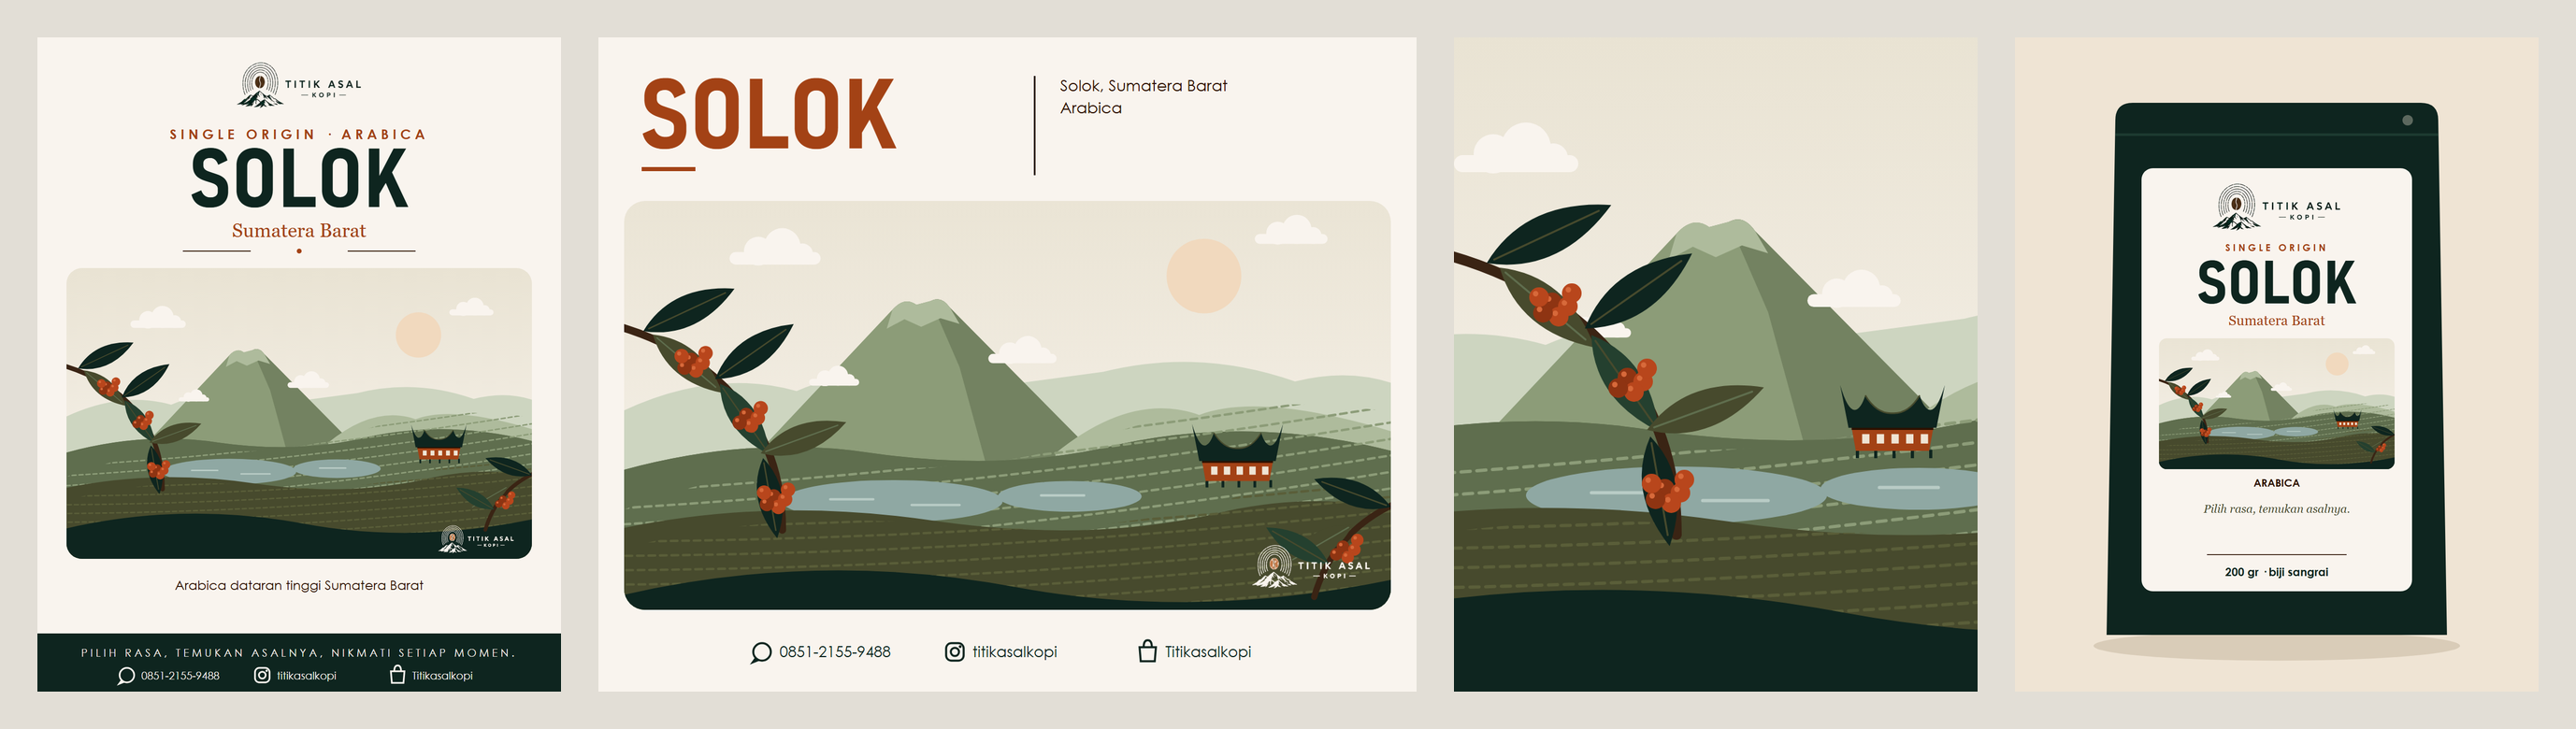 TITIK ASAL
KOPI
SINGLE ORIGIN · ARABICA
SOLOK
Sumatera Barat
TITIK ASAL
KOPI
Arabica dataran tinggi Sumatera Barat
PILIH RASA, TEMUKAN ASALNYA, NIKMATI SETIAP MOMEN.
0851-2155-9488 titikasalkopi Titikasalkopi
SOLOK
Solok, Sumatera Barat
Arabica
TITIK ASAL
KOPI
0851-2155-9488 titikasalkopi Titikasalkopi
TITIK ASAL
KOPI
SINGLE ORIGIN
SOLOK
Sumatera Barat
ARABICA
Pilih rasa, temukan asalnya.
200 gr · biji sangrai